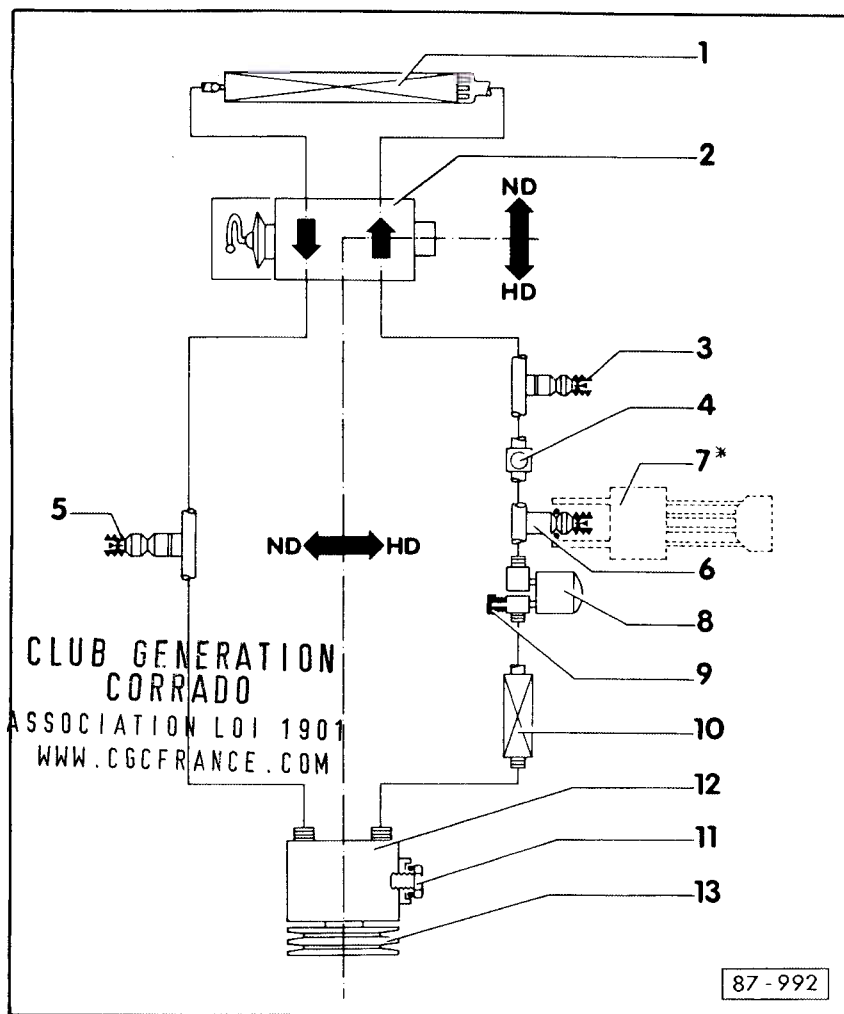 1
2
ND
HD
3
4
7*
5
ND HD
6
8
9
CLUB GENERATION
CORRADO
ASSOCIATION LOI 1901
WWW.CGCFRANCE.COM
10
12
11
13
87-992